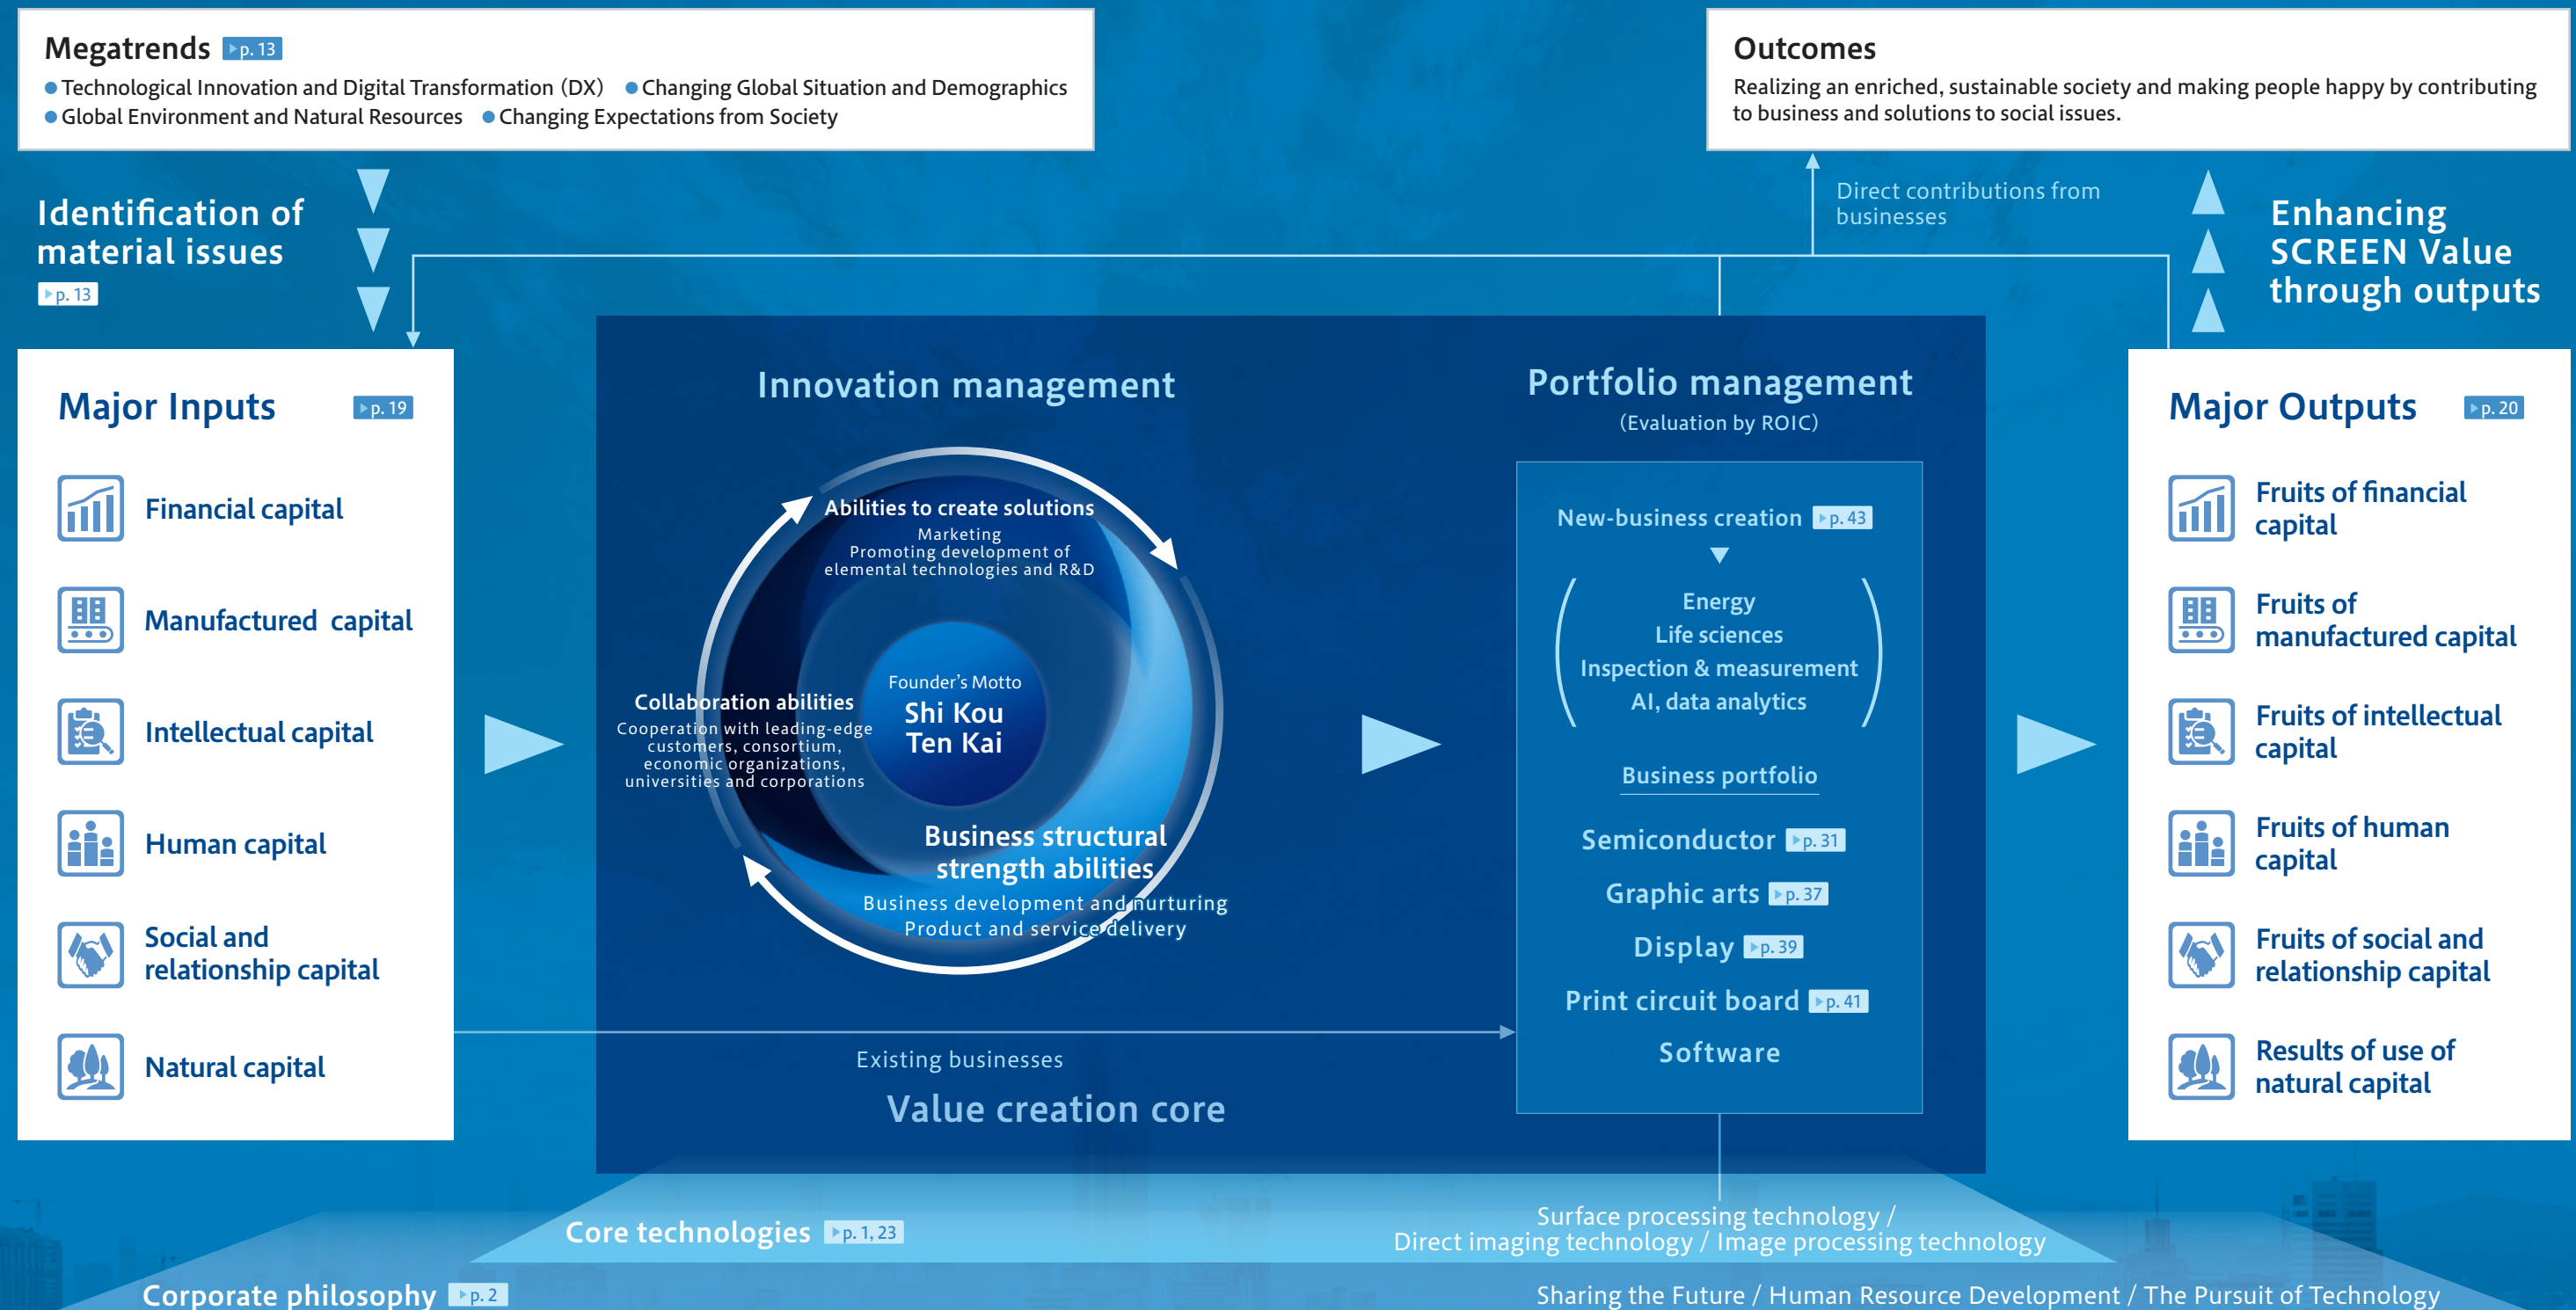 Megatrends p. 13
Technological Innovation and Digital Transformation (DX) Changing Global Situation and Demographics
Global Environment and Natural Resources Changing Expectations from Society
Outcomes
Realizing an enriched, sustainable society and making people happy by contributing
to business and solutions to social issues.
Identification of
material issues
p. 13
Direct contributions from
businesses
Enhancing
SCREEN Value
through outputs
Major Inputs p. 19
Financial capital
Manufactured capital
Intellectual capital
Human capital
Social and
relationship capital
Natural capital
Innovation management
Abilities to create solutions
Marketing
Promoting development of
elemental technologies and R&D
Collaboration abilities
Cooperation with leading-edge
customers, consortium,
economic organizations,
universities and corporations
Founder's Motto
Shi Kou
Ten Kai
Business structural
strength abilities
Business development and nurturing
Product and service delivery
Existing businesses
Value creation core
Portfolio management
(Evaluation by ROIC)
New-business creation p. 43
Energy
Life sciences
Inspection & measurement
AI, data analytics
Business portfolio
Semiconductor p. 31
Graphic arts p. 37
Display p. 39
Print circuit board p. 41
Software
Major Outputs p. 20
Fruits of financial
capital
Fruits of
manufactured capital
Fruits of intellectual
capital
Fruits of human
capital
Fruits of social and
relationship capital
Results of use of
natural capital
Core technologies p. 1, 23
Surface processing technology /
Direct imaging technology / Image processing technology
Corporate philosophy p. 2
Sharing the Future / Human Resource Development / The Pursuit of Technology